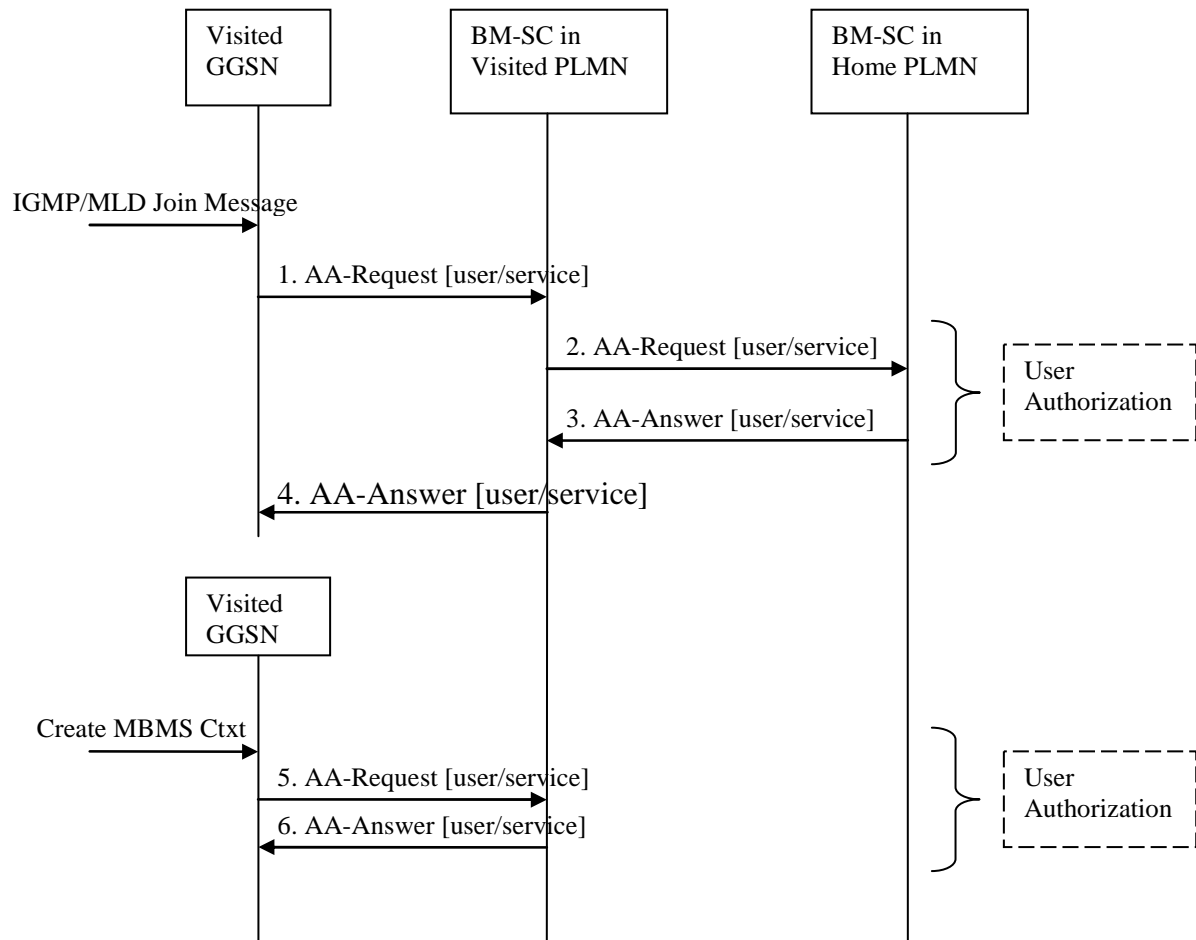 Visited
GGSN
BM-SC in
Visited PLMN
BM-SC in
Home PLMN
IGMP/MLD Join Message
1. AA-Request [user/service]
2. AA-Request [user/service]
3. AA-Answer [user/service]
User
Authorization
4. AA-Answer [user/service]
Visited
GGSN
Create MBMS Ctxt
5. AA-Request [user/service]
6. AA-Answer [user/service]
User
Authorization